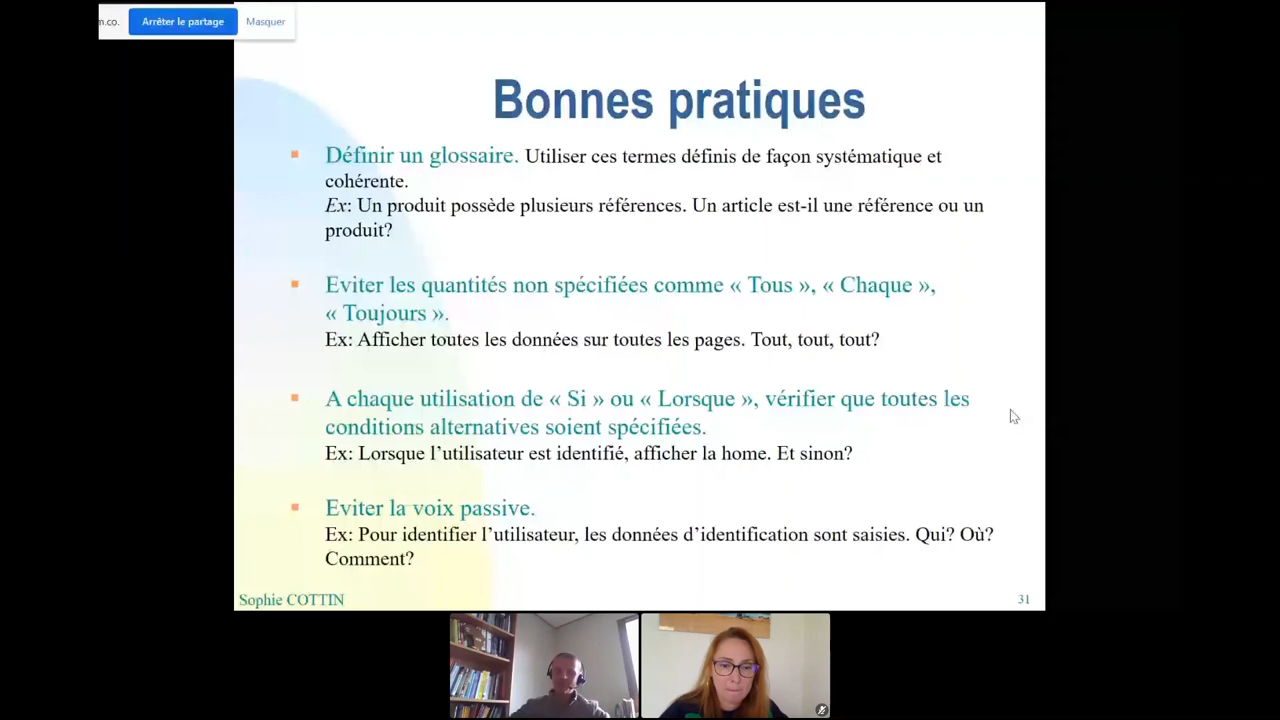 m.co.
Arrêter le partage
Masquer
Bonnes pratiques
Définir un glossaire. Utiliser ces termes définis de façon systématique et
cohérente.
Ex: Un produit possède plusieurs références. Un article est-il une référence ou un
produit?
Eviter les quantités non spécifiées comme « Tous », « Chaque »,
« Toujours ».
Ex: Afficher toutes les données sur toutes les pages. Tout, tout, tout?
A chaque utilisation de « Si » ou « Lorsque », vérifier que toutes les
conditions alternatives soient spécifiées.
Ex: Lorsque l’utilisateur est identifié, afficher la home. Et sinon?
Eviter la voix passive.
Ex: Pour identifier l’utilisateur, les données d’identification sont saisies. Qui? Où?
Comment?
Sophie COTTIN
31